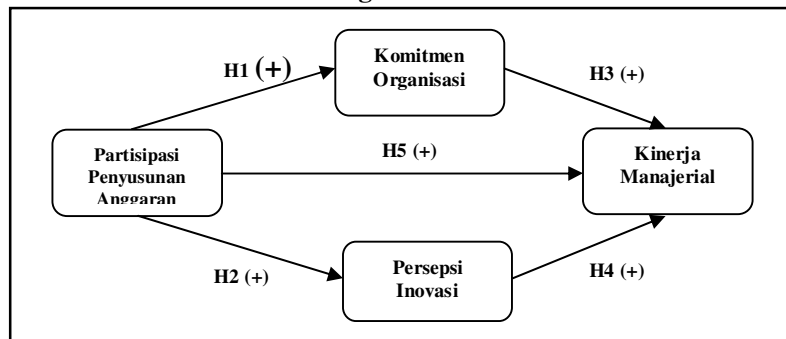 Komitmen
Organisasi
H1 (+)
H3 (+)
Partisipasi
Penyusunan
Anggaran
H5 (+)
Kinerja
Manajerial
H2 (+)
Persepsi
Inovasi
H4 (+)